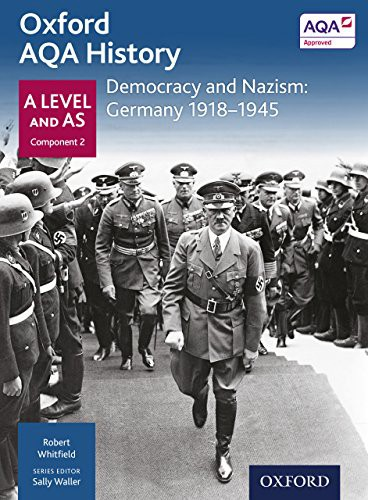 Oxford
AQA History
AQA
Approved
A LEVEL
AND AS
Component 2
Democracy and Nazism:
Germany 1918–1945
Robert
Whitfield
SERIES EDITOR
Sally Waller
OXFORD